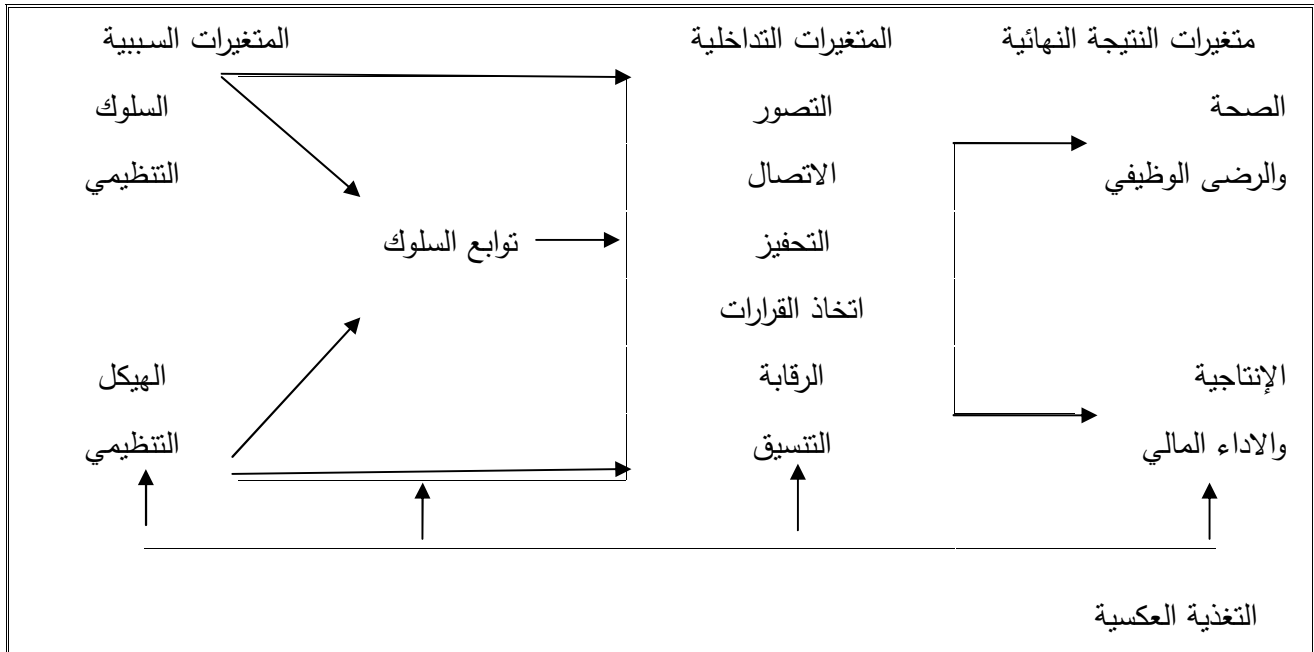 المتغيرات السببية
المتغيرات التداخلية
متغيرات النتيجة النهائية
السلوك
التصور
الصحة
التنظيمي
الاتصال
والرضى الوظيفي
توابع السلوك
التحفيز
اتخاذ القرارات
الهيكل
الرقابة
الإنتاجية
التنظيمي
التنسيق
والاداء المالي
التغذية العكسية